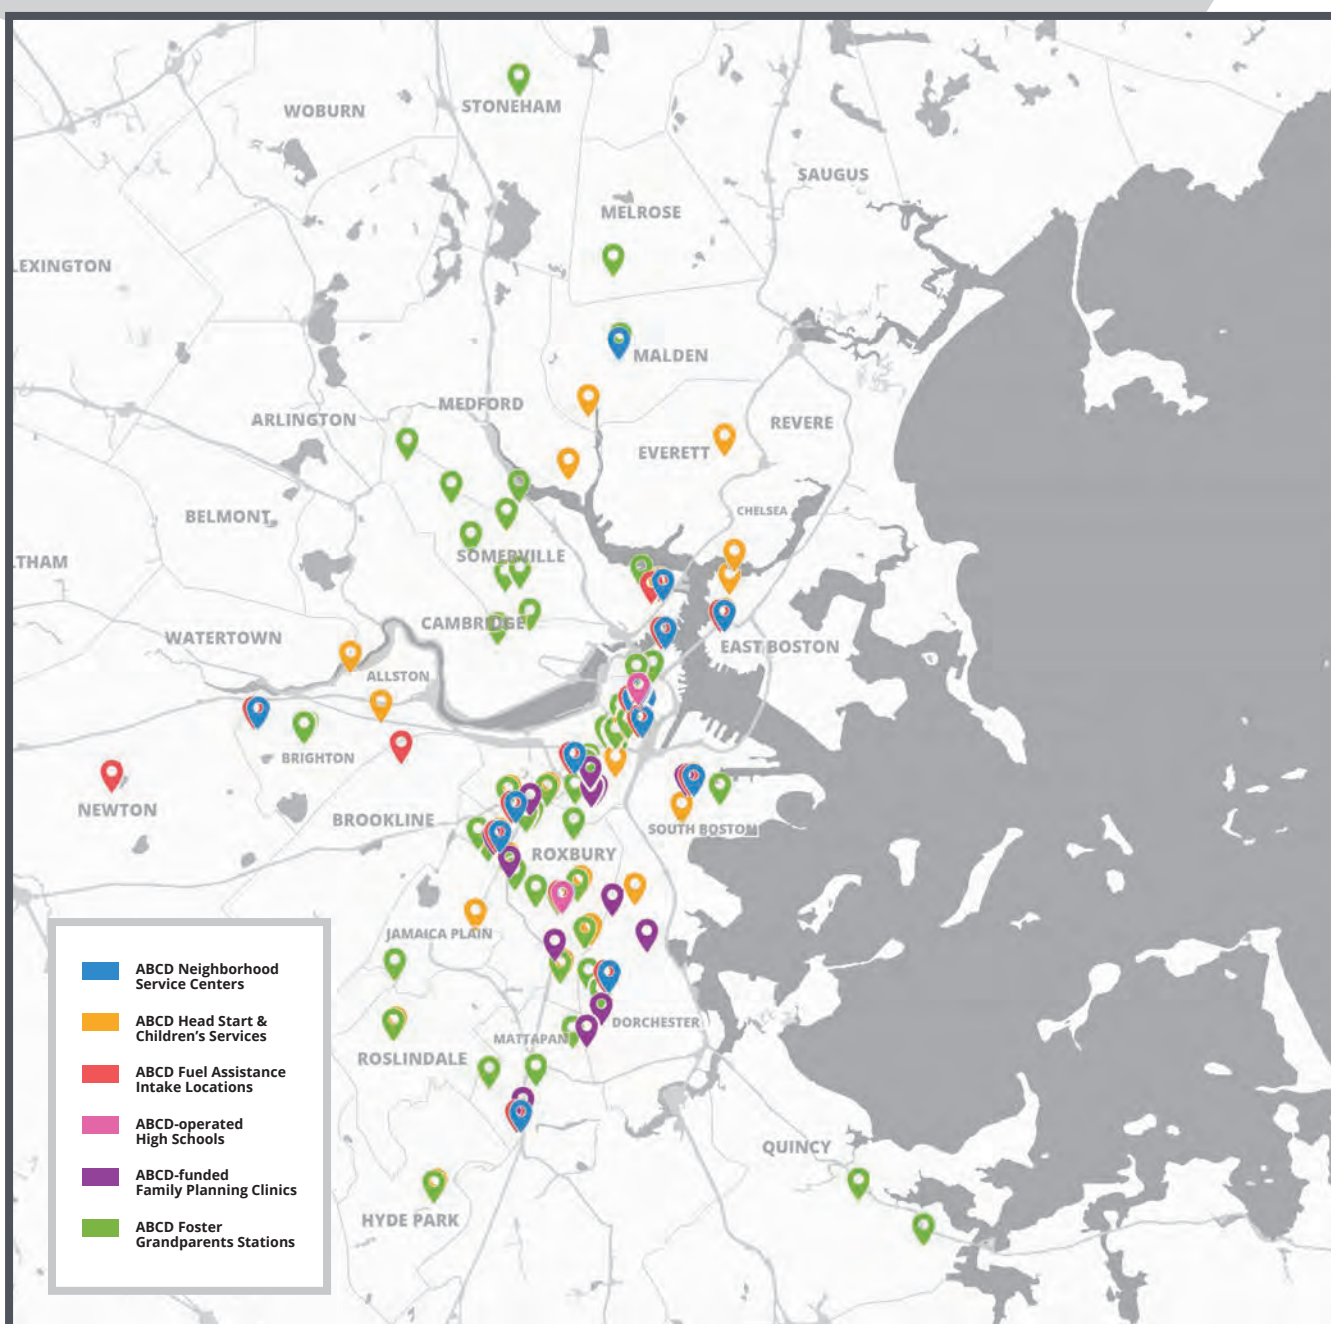 STONEHAM
WOBURN
SAUGUS
MELROSE
LEXINGTON
MALDEN
MEDFORD
ARLINGTON
REVERE
EVERETT
CHELSEA
BELMONT
SOMERVILLE
LTHAM
CAMBRIDGE
WATERTOWN
EAST BOSTON
ALLSTON
BRIGHTON
NEWTON
BROOKLINE
SOUTH BOSTON
ROXBURY
JAMAICA PLAIN
DORCHESTER
MATTAPAN
ROSLINDALE
QUINCY
HYDE PARK
ABCD Neighborhood
Service Centers
ABCD Head Start &
Children's Services
ABCD Fuel Assistance
Intake Locations
ABCD-operated
High Schools
ABCD-funded
Family Planning Clinics
ABCD Foster
Grandparents Stations